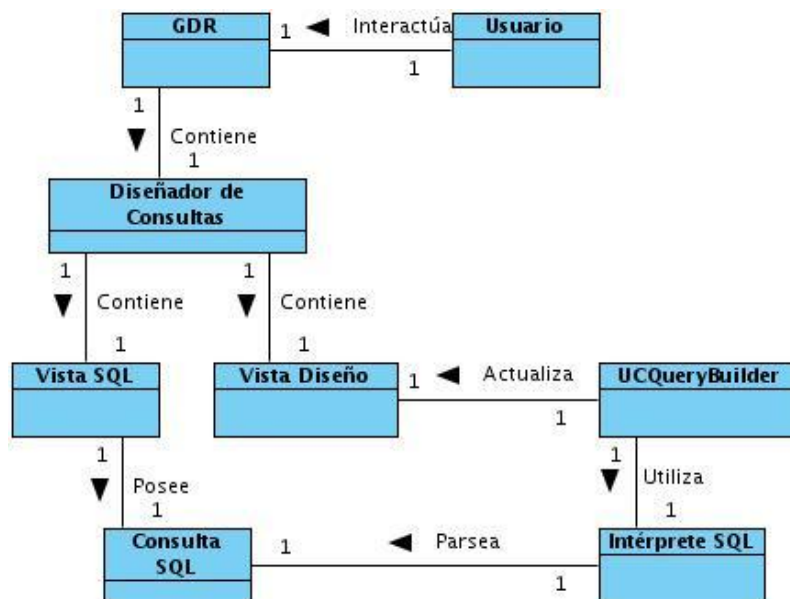 GDR
1
Interactúa
Usuario
1
1
Contiene
1
Diseñador de
Consultas
1
1
Contiene
Contiene
1
1
Vista SQL
Vista Diseño
1
Actualiza
UCQueryBuilder
1
1
1
Posee
Utiliza
1
1
Consulta
SQL
1
Parsea
Intérprete SQL
1